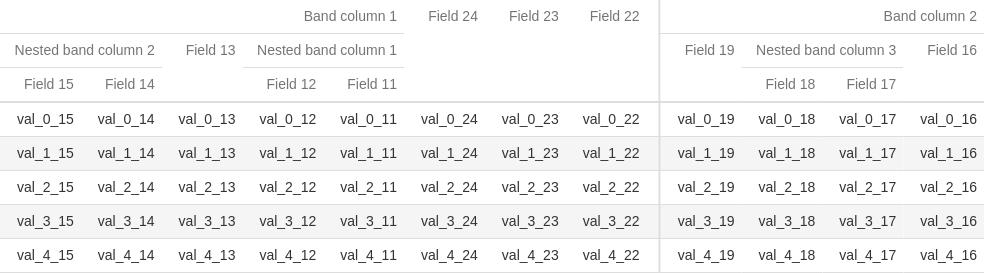 Band column 1 Field 24 Field 23 Field 22 Band column 2
Nested band column 2 Field 13 Nested band column 1 Field 19 Nested band column 3 Field 16
Field 15 Field 14 Field 12 Field 11 Field 18 Field 17
val_0_15 val_0_14 val_0_13 val_0_12 val_0_11 val_0_24 val_0_23 val_0_22 val_0_19 val_0_18 val_0_17 val_0_16
val_1_15 val_1_14 val_1_13 val_1_12 val_1_11 val_1_24 val_1_23 val_1_22 val_1_19 val_1_18 val_1_17 val_1_16
val_2_15 val_2_14 val_2_13 val_2_12 val_2_11 val_2_24 val_2_23 val_2_22 val_2_19 val_2_18 val_2_17 val_2_16
val_3_15 val_3_14 val_3_13 val_3_12 val_3_11 val_3_24 val_3_23 val_3_22 val_3_19 val_3_18 val_3_17 val_3_16
val_4_15 val_4_14 val_4_13 val_4_12 val_4_11 val_4_24 val_4_23 val_4_22 val_4_19 val_4_18 val_4_17 val_4_16